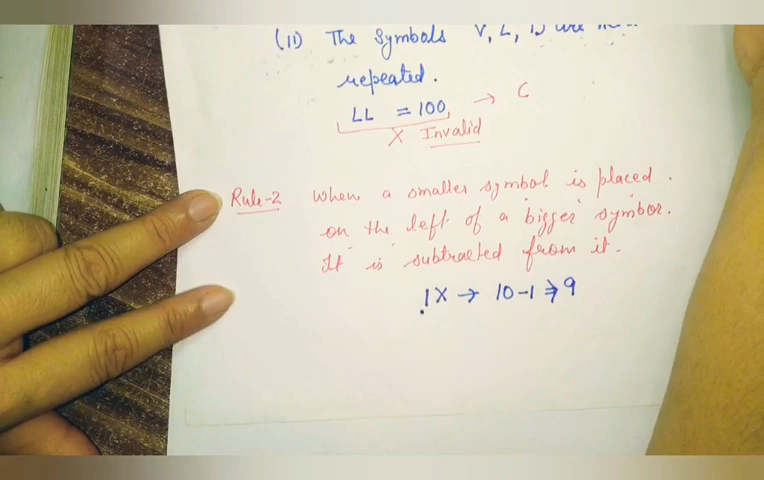 (ii) The Symbols V, L, D are
repeated.
LL = 100 → C
X Invalid
Rule-2 when a smaller symbol is placed.
on the left of a bigger symbol.
It is subtracted from it.
IX → 10-1 ⇒ 9